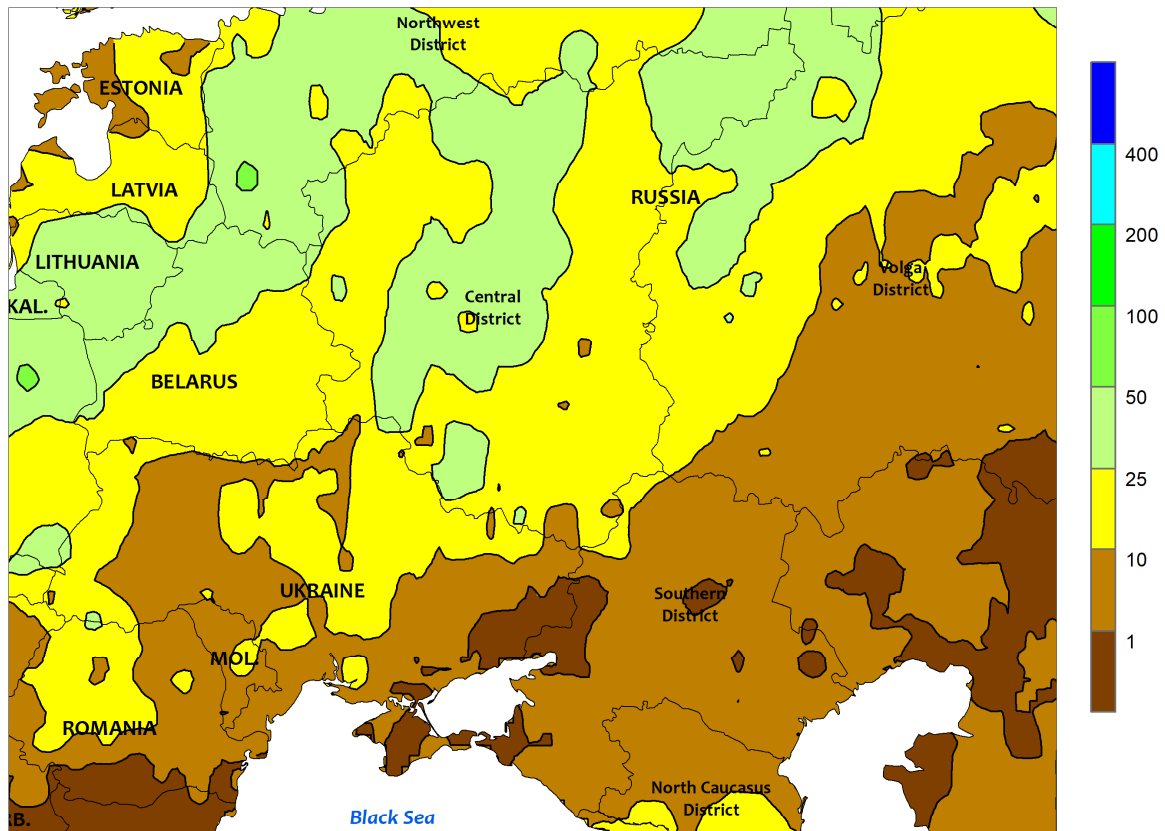 Northwest
District
ESTONIA
400
LATVIA
RUSSIA
200
LITHUANIA
Volga
District
KAL.
Central
District
100
BELARUS
50
25
10
UKRAINE
Southern
District
1
MOL.
ROMANIA
North Caucasus
District
RB.
Black Sea